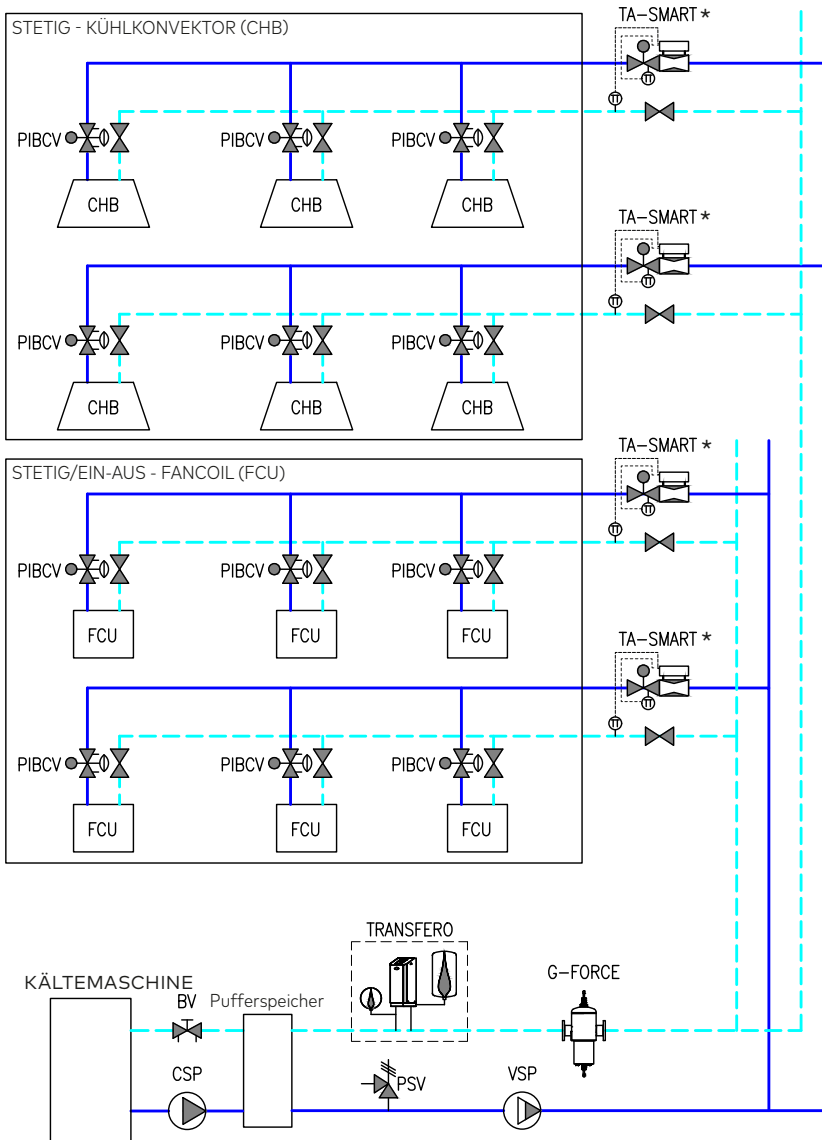 STETIG - KÜHLKONVEKTOR (CHB)
TA-SMART *
PIBCV PIBCV PIBCV
CHB CHB CHB
TA-SMART *
PIBCV PIBCV PIBCV
CHB CHB CHB
STETIG/EIN-AUS - FANCOIL (FCU)
TA-SMART *
PIBCV PIBCV PIBCV
FCU FCU FCU
TA-SMART *
PIBCV PIBCV PIBCV
FCU FCU FCU
TRANSFERO
G-FORCE
KÄLTEMASCHINE
BV Pufferspeicher
CSP
PSV
VSP